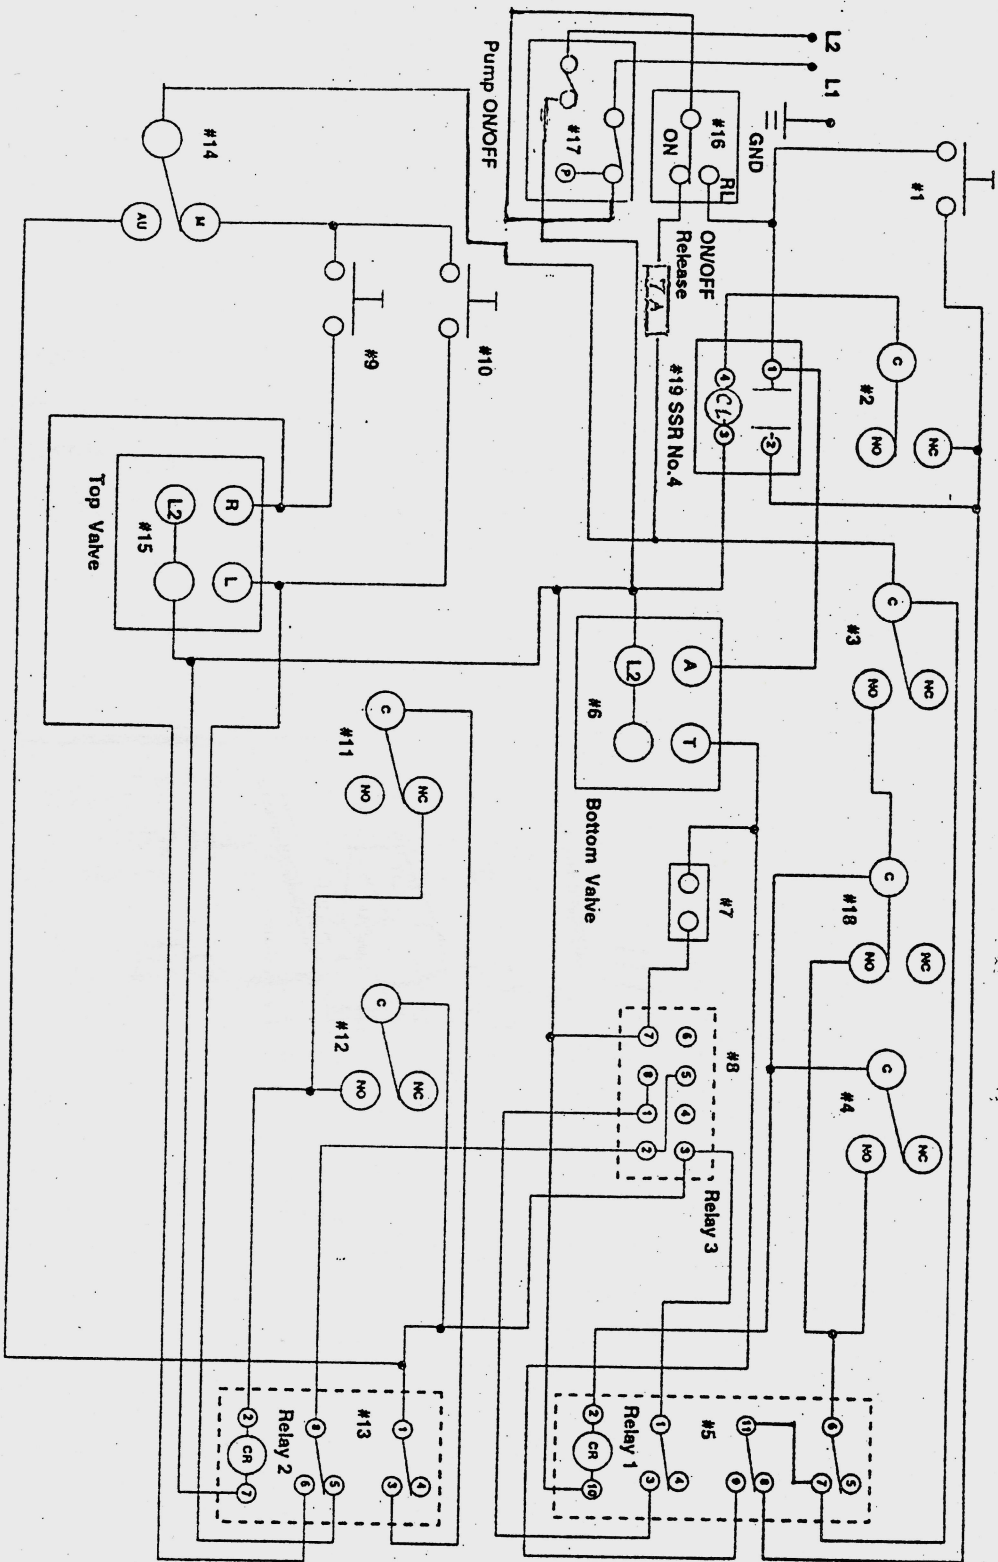 L2
L1
GND
#1
#16
ON
RL
ON/OFF
Release
#17
P
Pump ON/OFF
7A
C
#2
NO
NC
1
-2
4
CL
3
#19 SSR No.4
C
#3
NC
NO
C
#18
NC
NO
C
#4
NC
NO
A
T
L2
#6
Bottom Valve
#7
#8
6
5
4
3
7
8
1
2
Relay 3
6
5
7
11
8
9
#5
1
4
3
Relay 1
2
CR
10
#14
M
AU
#10
#9
R
L
L2
#15
Top Valve
C
#11
NC
NO
C
#12
NC
NO
1
4
3
#13
8
5
6
Relay 2
2
CR
7